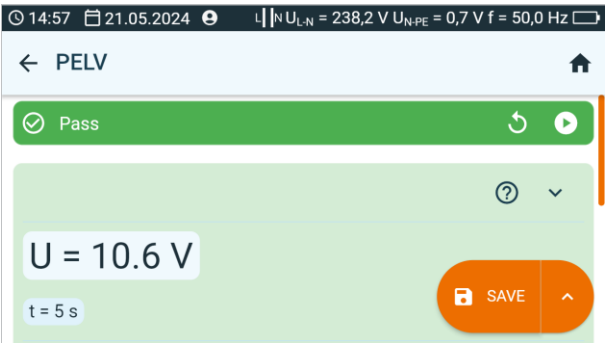 14:57 21.05.2024 L N U L-N = 238,2 V U N-PE = 0,7 V f = 50,0 Hz
PELV
Pass
U = 10.6 V
t = 5 s
SAVE